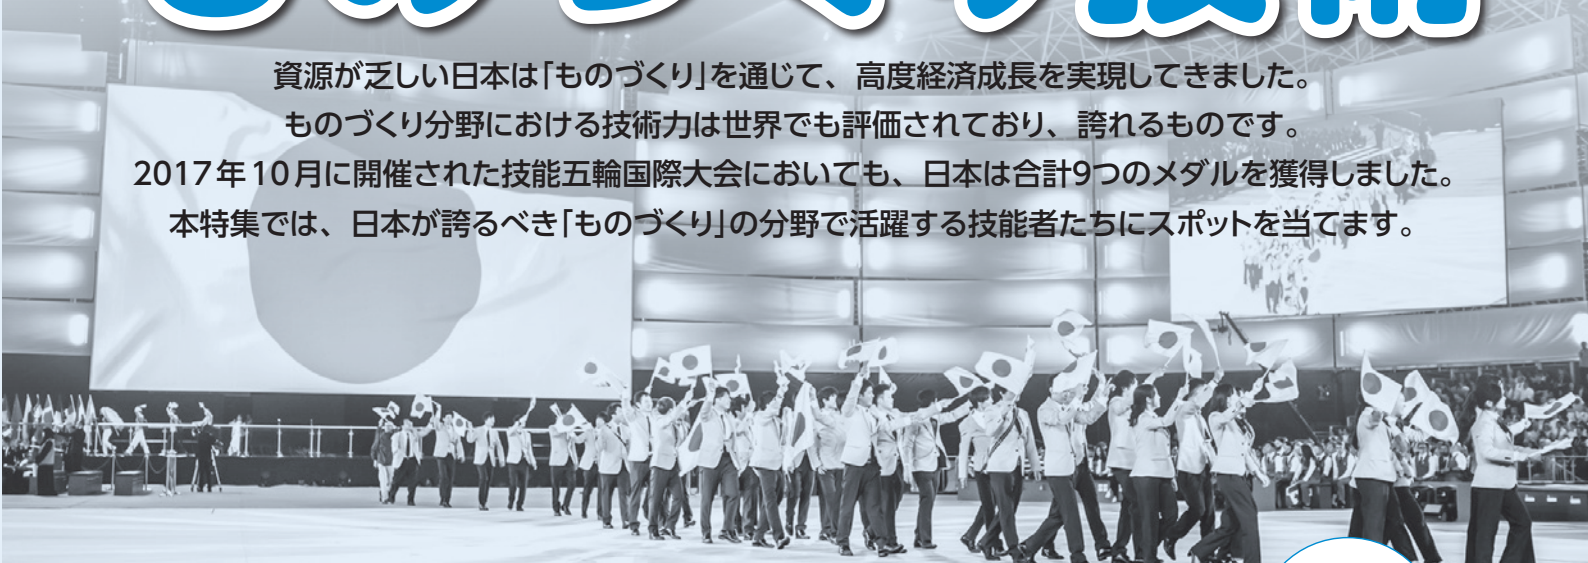 ものづくり技術
資源が乏しい日本は「ものづくり」を通じて、高度経済成長を実現してきました。
ものづくり分野における技術力は世界でも評価されており、誇れるものです。
2017年10月に開催された技能五輪国際大会においても、日本は合計9つのメダルを獲得しました。
本特集では、日本が誇るべき「ものづくり」の分野で活躍する技能者たちにスポットを当てます。